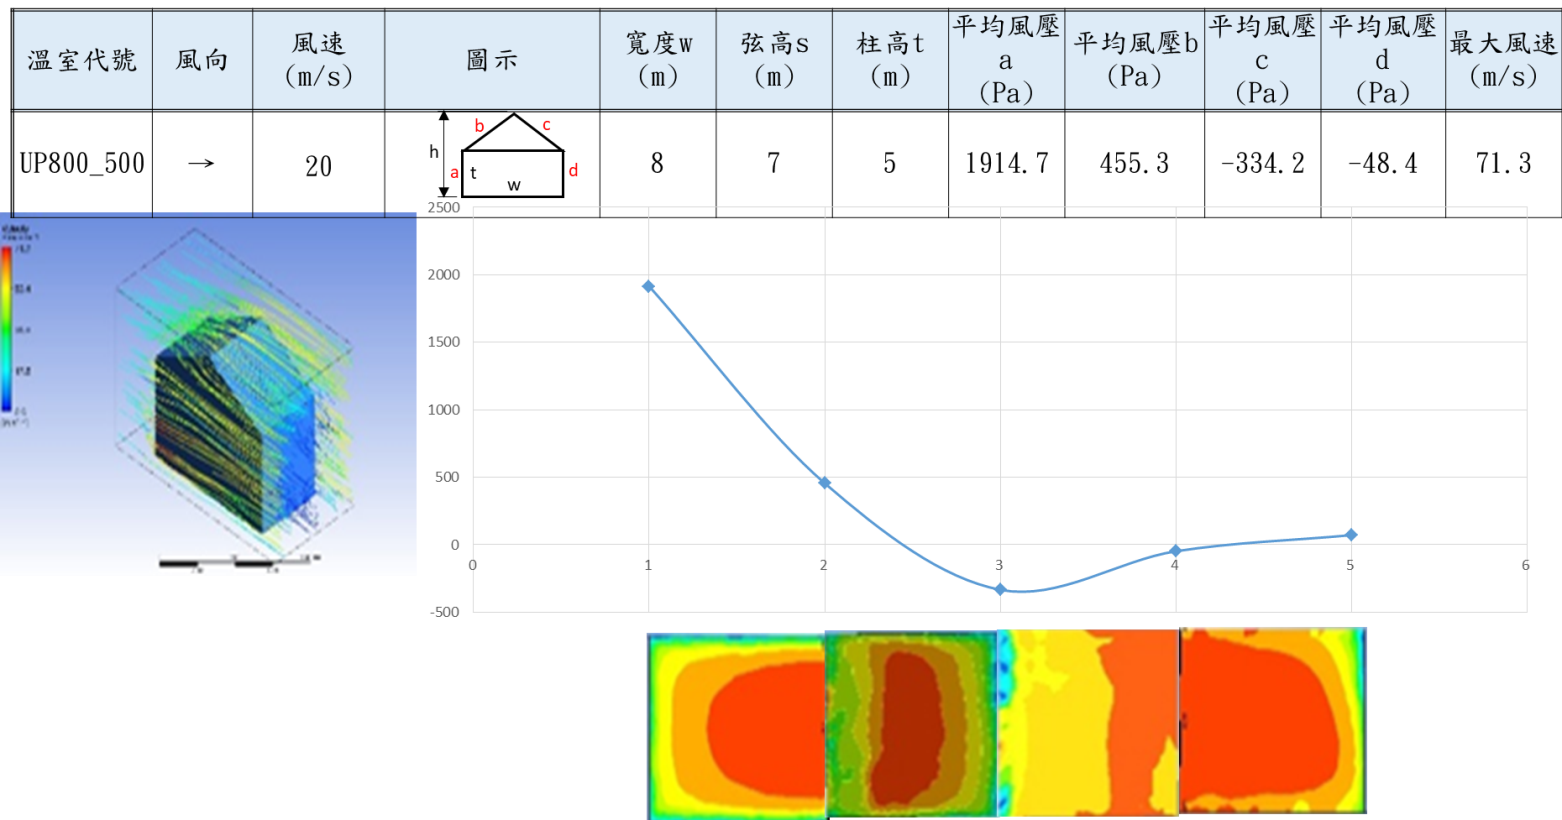 溫室代號
風向
風速
(m/s)
圖示
寬度w
(m)
弦高s
(m)
柱高t
(m)
平均風壓
a
(Pa)
平均風壓b
(Pa)
平均風壓
c
(Pa)
平均風壓
d
(Pa)
最大風速
(m/s)
UP800_500
→
20
b
c
h
a
t
d
w
8
7
5
1914.7
455.3
-334.2
-48.4
71.3
2500
2000
1500
1000
500
0
-500
0
1
2
3
4
5
6